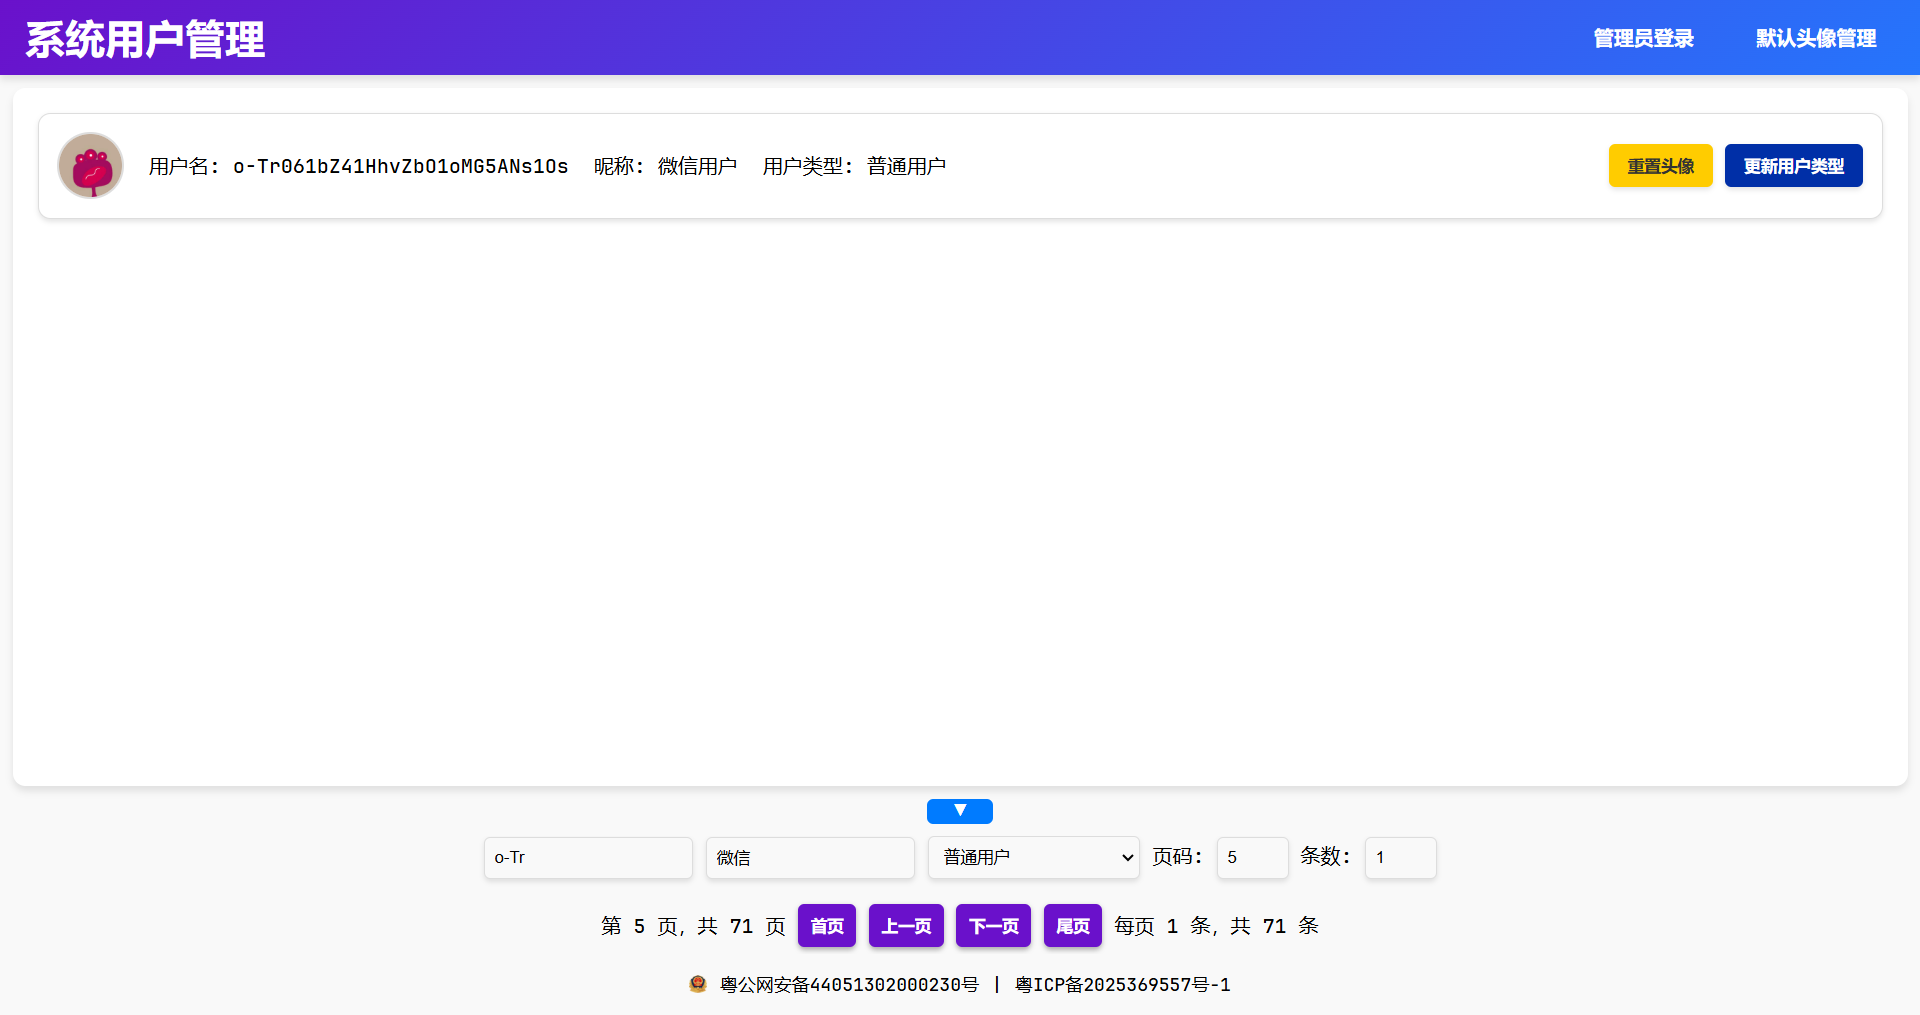 系统用户管理 管理员登录 默认头像管理
用户名: o-Tr061bZ41HhvZbO1oMG5ANs1Os 昵称: 微信用户 用户类型: 普通用户 重置头像 更新用户类型
▼
o-Tr 微信 普通用户 页码: 5 条数: 1
第 5 页, 共 71 页 首页 上一页 下一页 尾页 每页 1 条, 共 71 条
粤公网安备44051302000230号 | 粤ICP备2025369557号-1